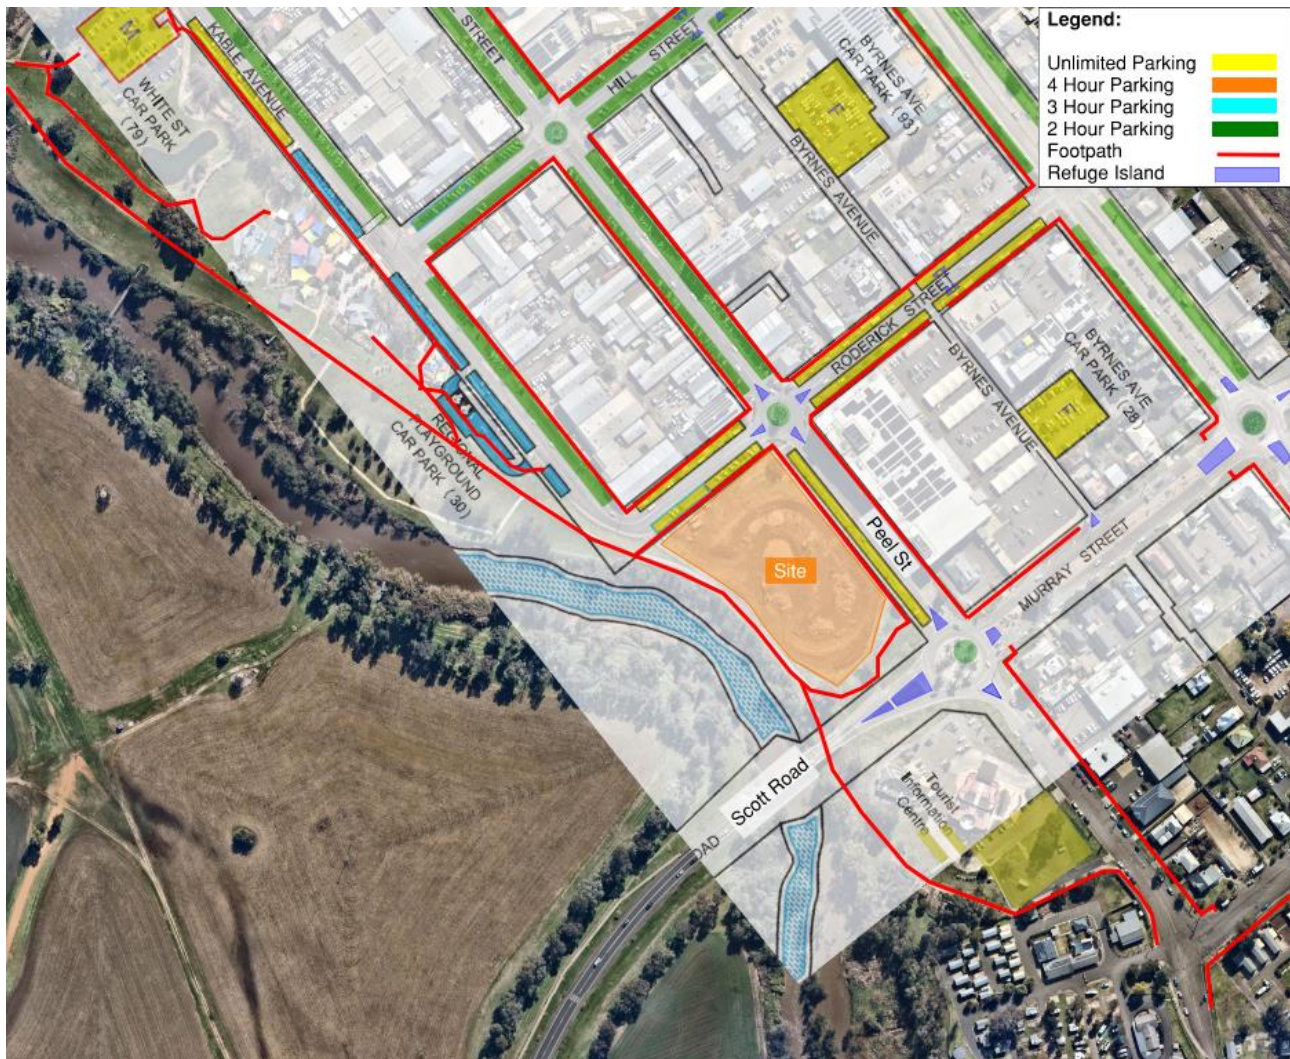 Legend:
Unlimited Parking
4 Hour Parking
3 Hour Parking
2 Hour Parking
Footpath
Refuge Island
STREET
HILL STREET
BYRNES AVE
CAR PARK (93)
M
KABLE AVENUE
WHITE ST
CAR PARK
(79)
BYRNES AVENUE
RODERICK STREET
BYRNES AVENUE
BYRNES AVE
CAR PARK (28)
REGIONAL
PLAYGROUND
CAR PARK (30)
Peel St
Site
MURRAY STREET
Scott Road
OAD
Tourist
Information
Centre